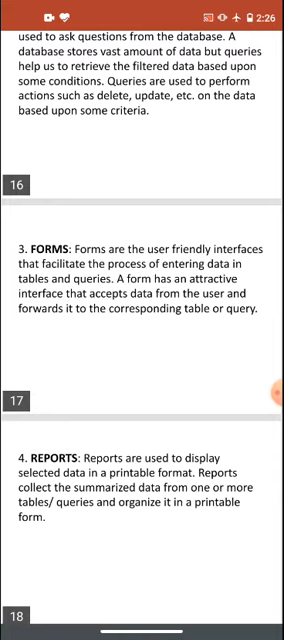 2:26
used to ask questions from the database. A
database stores vast amount of data but queries
help us to retrieve the filtered data based upon
some conditions. Queries are used to perform
actions such as delete, update, etc. on the data
based upon some criteria.
16
3. FORMS: Forms are the user friendly interfaces
that facilitate the process of entering data in
tables and queries. A form has an attractive
interface that accepts data from the user and
forwards it to the corresponding table or query.
17
4. REPORTS: Reports are used to display
selected data in a printable format. Reports
collect the summarized data from one or more
tables/ queries and organize it in a printable
form.
18